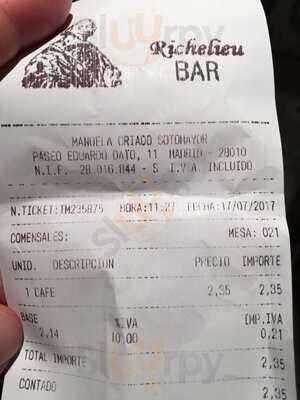 Richelieu
BAR
MANUELA CRIADO SOTOMAYOR
PASEO EDUARDO DATO, 11 MADRID - 28010
N.I.F. 28.016.844 - S I.V.A. INCLUIDO
N.TICKET:TM235875 HORA:11:27 FECHA:17/07/2017
COMENSALES: MESA: 021
UNID. DESCRIPCION PRECIO IMPORTE
1 CAFE 2,35 2,35
BASE %IVA IMP.IVA
2,14 10,00 0,21
TOTAL IMPORTE 2,35
CONTADO 2,35
Sluurpy